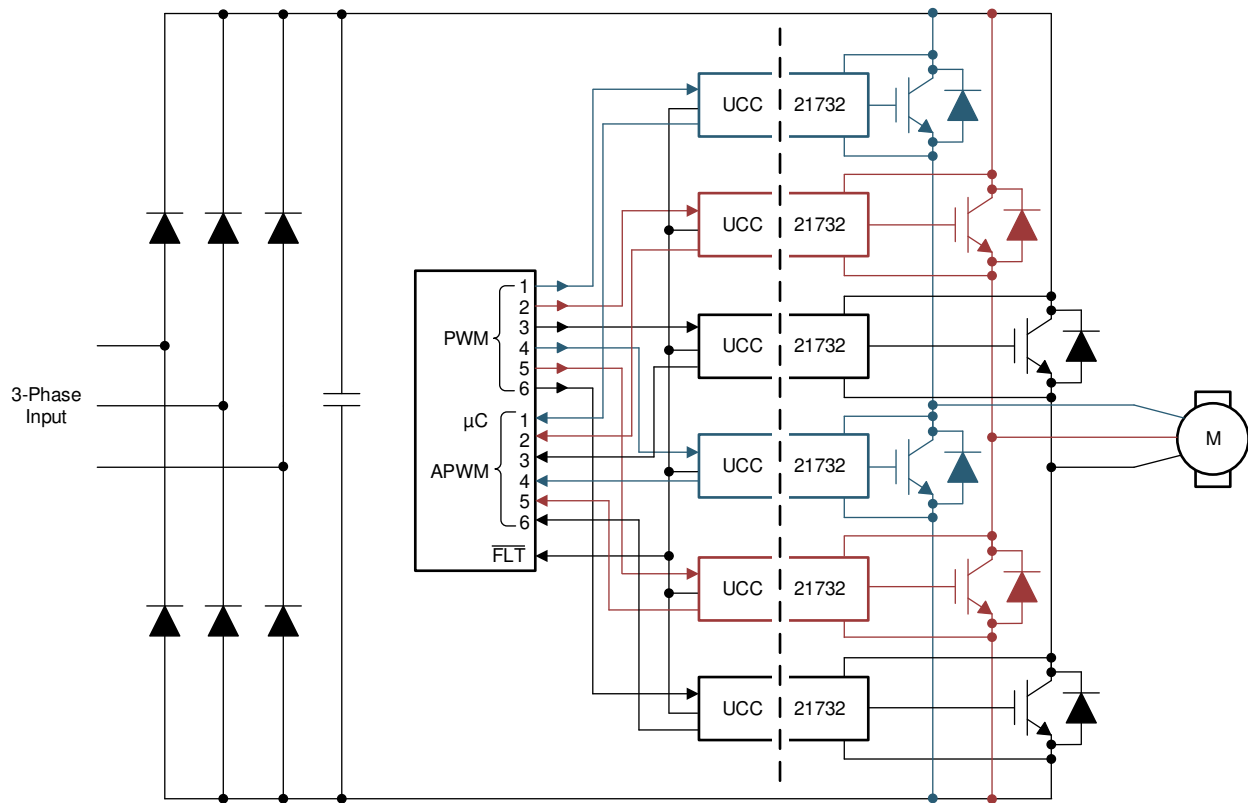 UCC 21732
UCC 21732
1
2
PWM 3
4
5
6
UCC 21732
3-Phase
Input
µC
1
2
APWM 3
4
5
6
M
UCC 21732
FLT
UCC 21732
UCC 21732